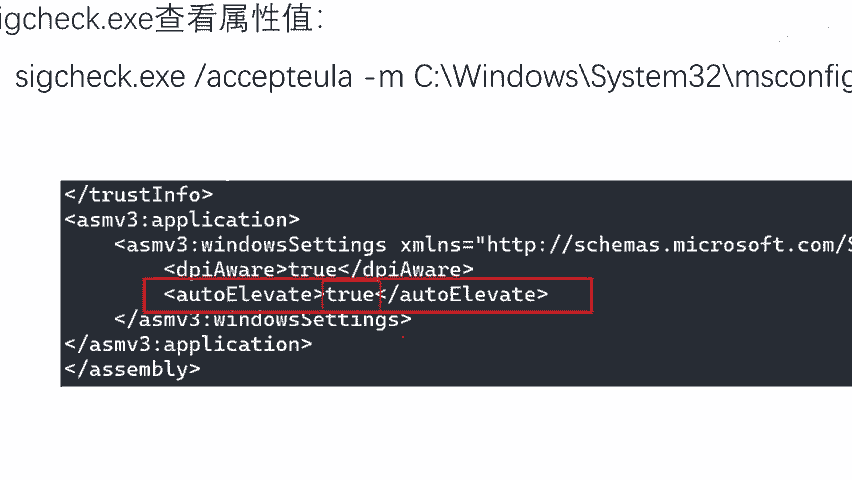 igcheck.exe查看属性值：
sigcheck.exe /accepteula -m C:\Windows\System32\msconfig
</trustInfo>
<asmv3:application>
<asmv3:windowsSettings xmlns="http://schemas.microsoft.com/S
<dpiAware>true</dpiAware>
<autoElevate>true</autoElevate>
</asmv3:windowsSettings>
</asmv3:application>
</assembly>